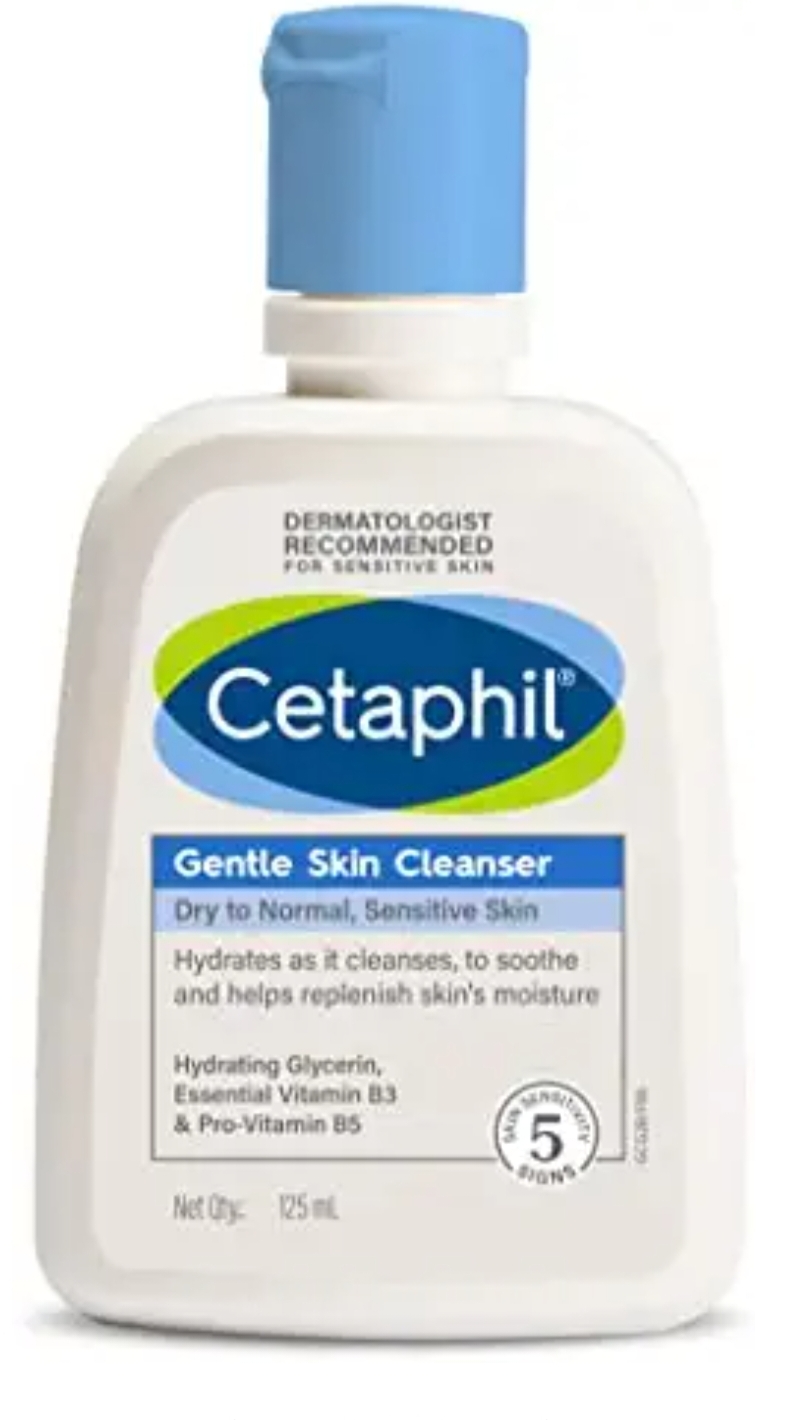 DERMATOLOGIST
RECOMMENDED
FOR SENSITIVE SKIN
Cetaphil®
Gentle Skin Cleanser
Dry to Normal, Sensitive Skin
Hydrates as it cleanses, to soothe
and helps replenish skin's moisture
Hydrating Glycerin,
Essential Vitamin B3
& Pro-Vitamin B5
SKIN SENSITIVITY
5
SIGNS
Net Qty.: 125 mL